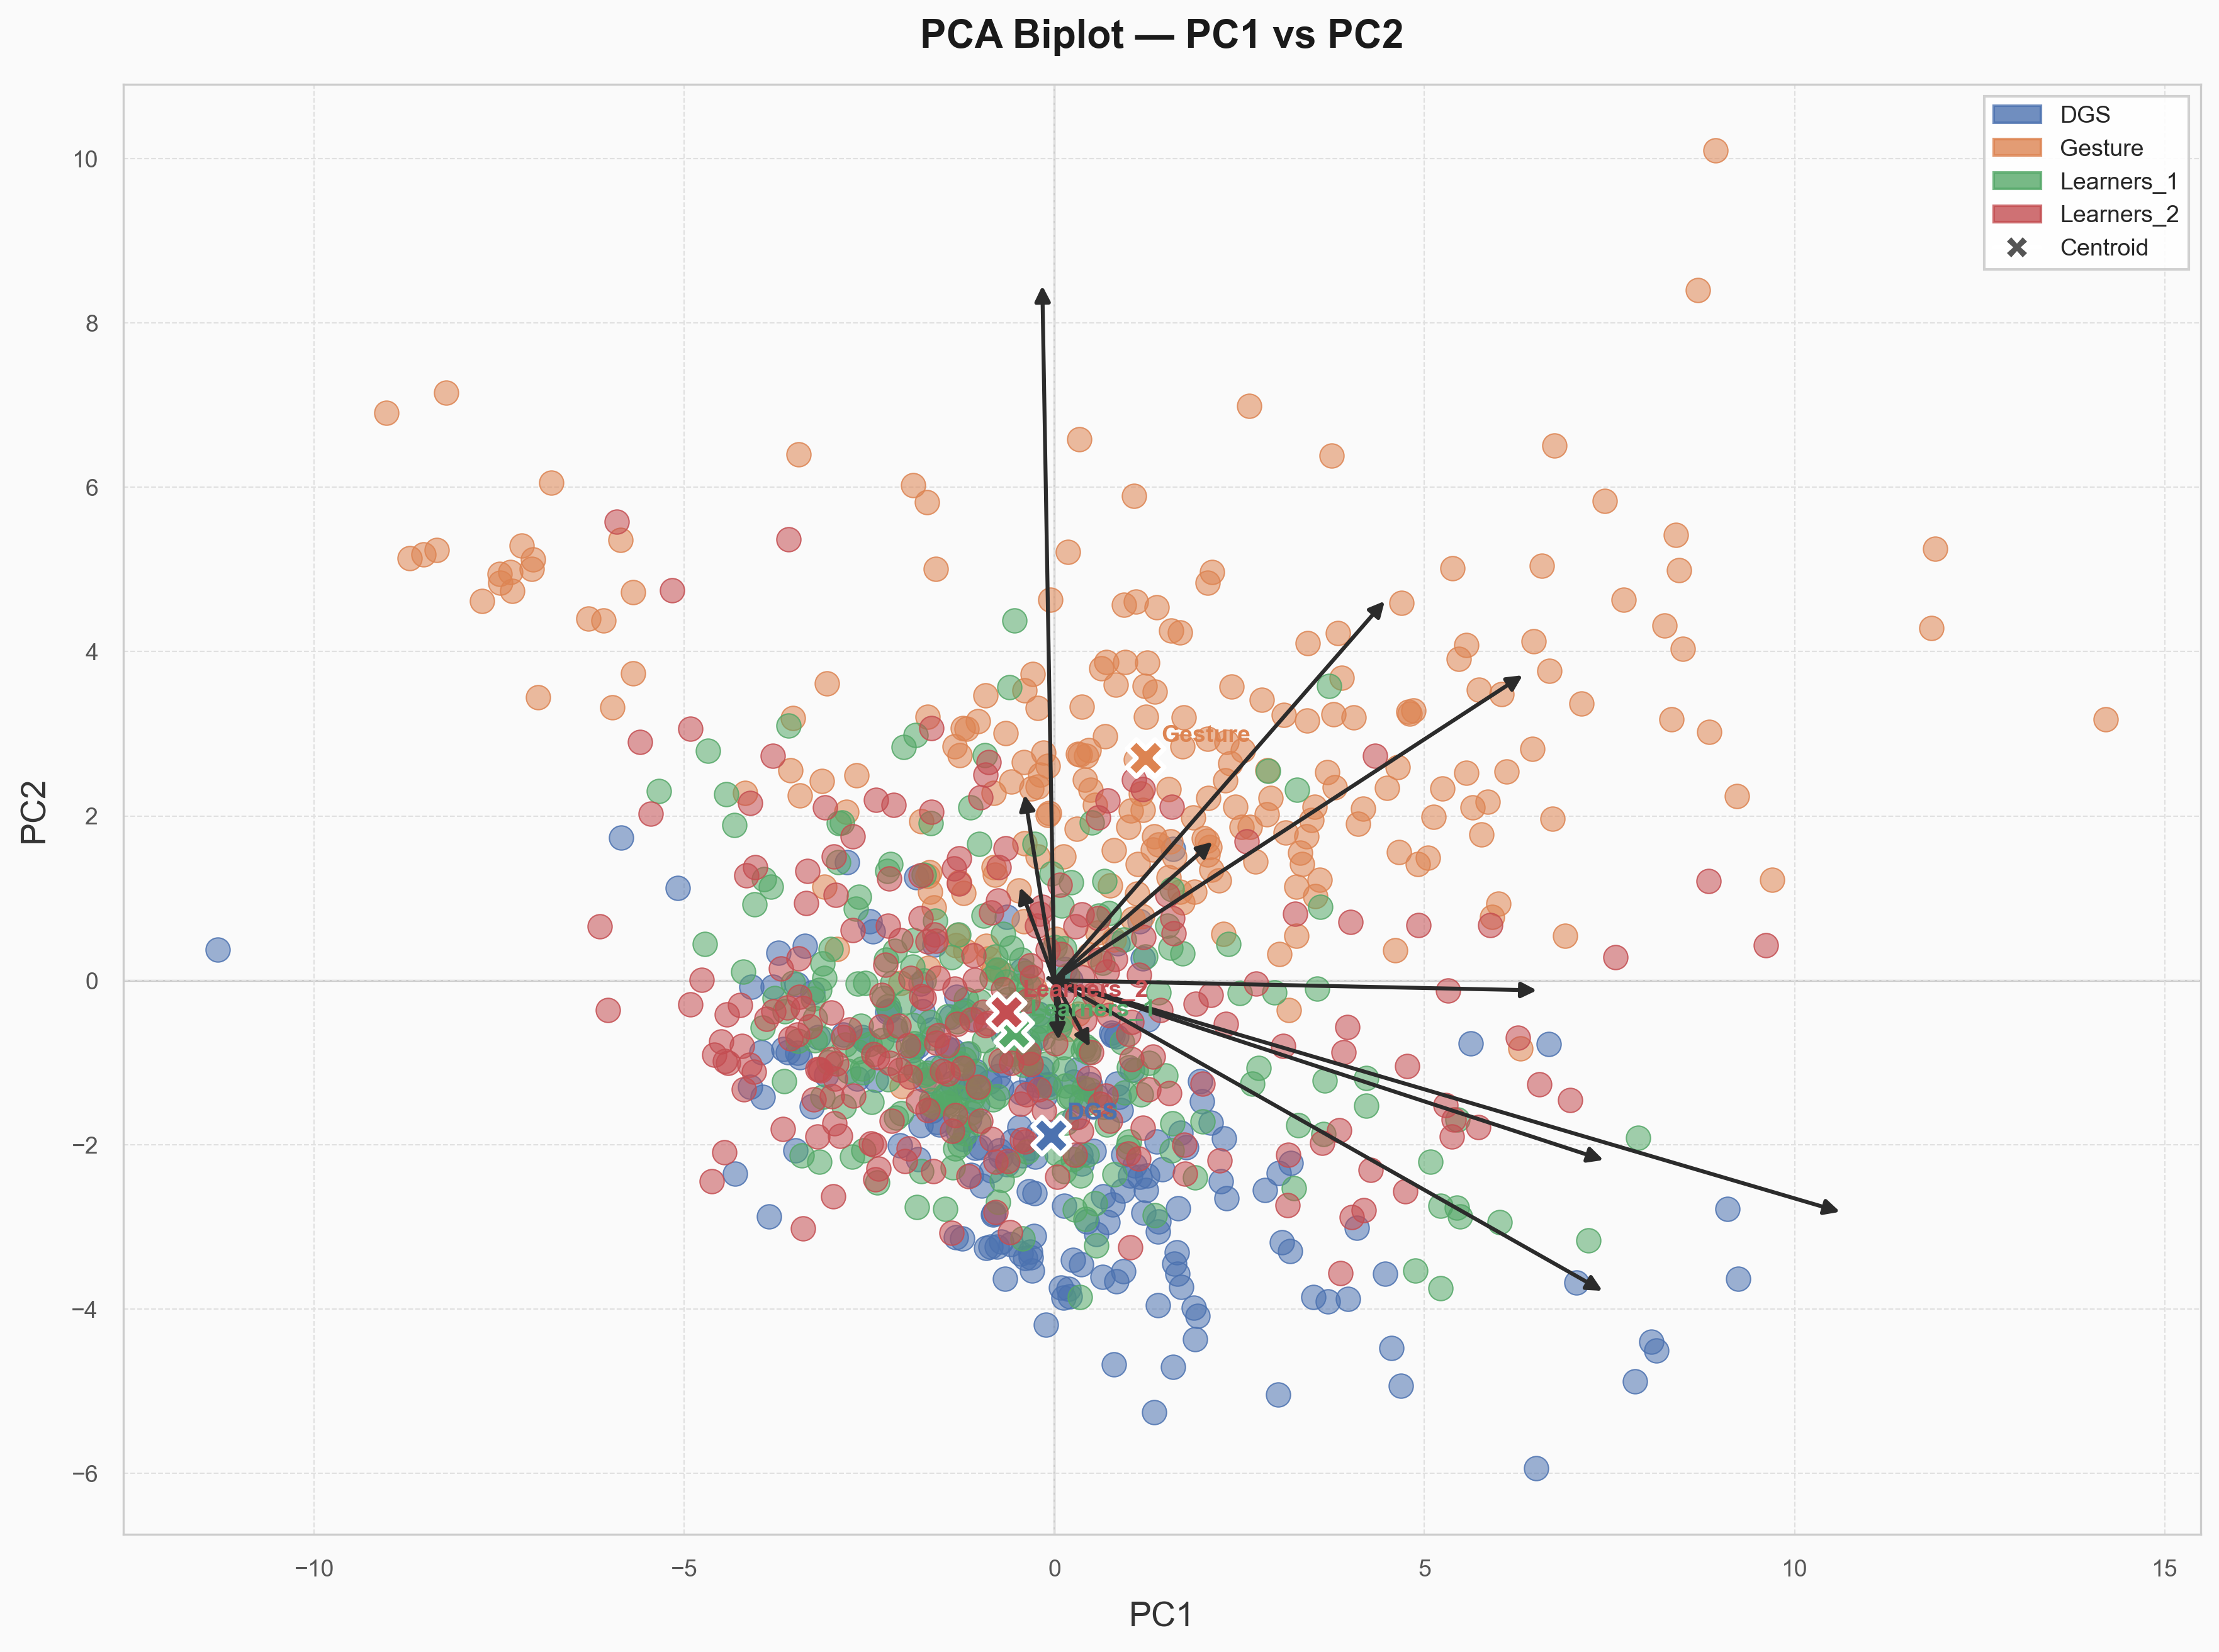 PCA Biplot — PC1 vs PC2
DGS
Gesture
Learners_1
Learners_2
Centroid
10
8
6
4
2
0
−2
−4
−6
PC2
Gesture
Learners_2
DGS
−10
−5
0
5
10
15
PC1